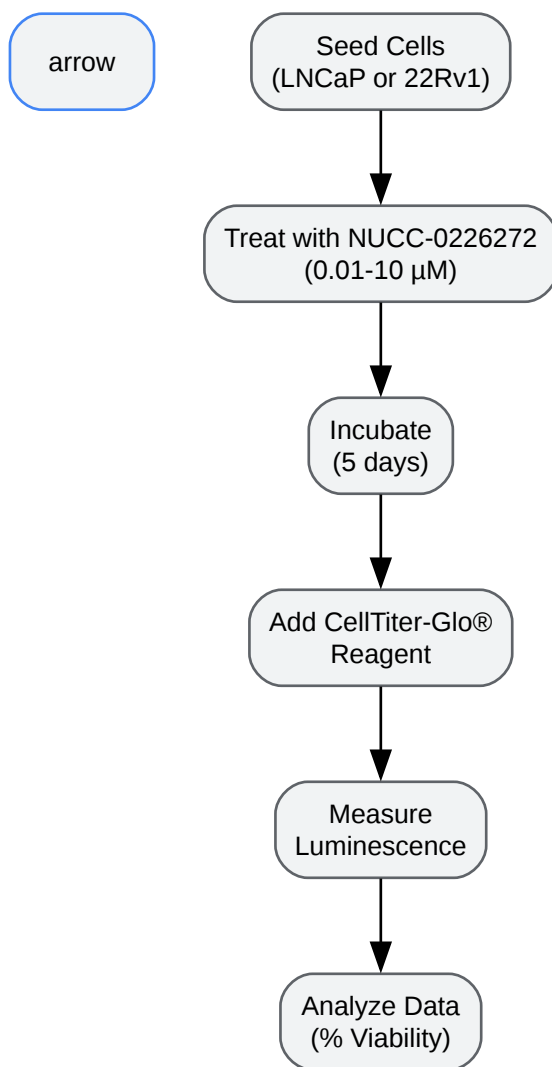 arrow
Seed Cells
(LNCaP or 22Rv1)
Treat with NUCC-0226272
(0.01-10 µM)
Incubate
(5 days)
Add CellTiter-Glo®
Reagent
Measure
Luminescence
Analyze Data
(% Viability)